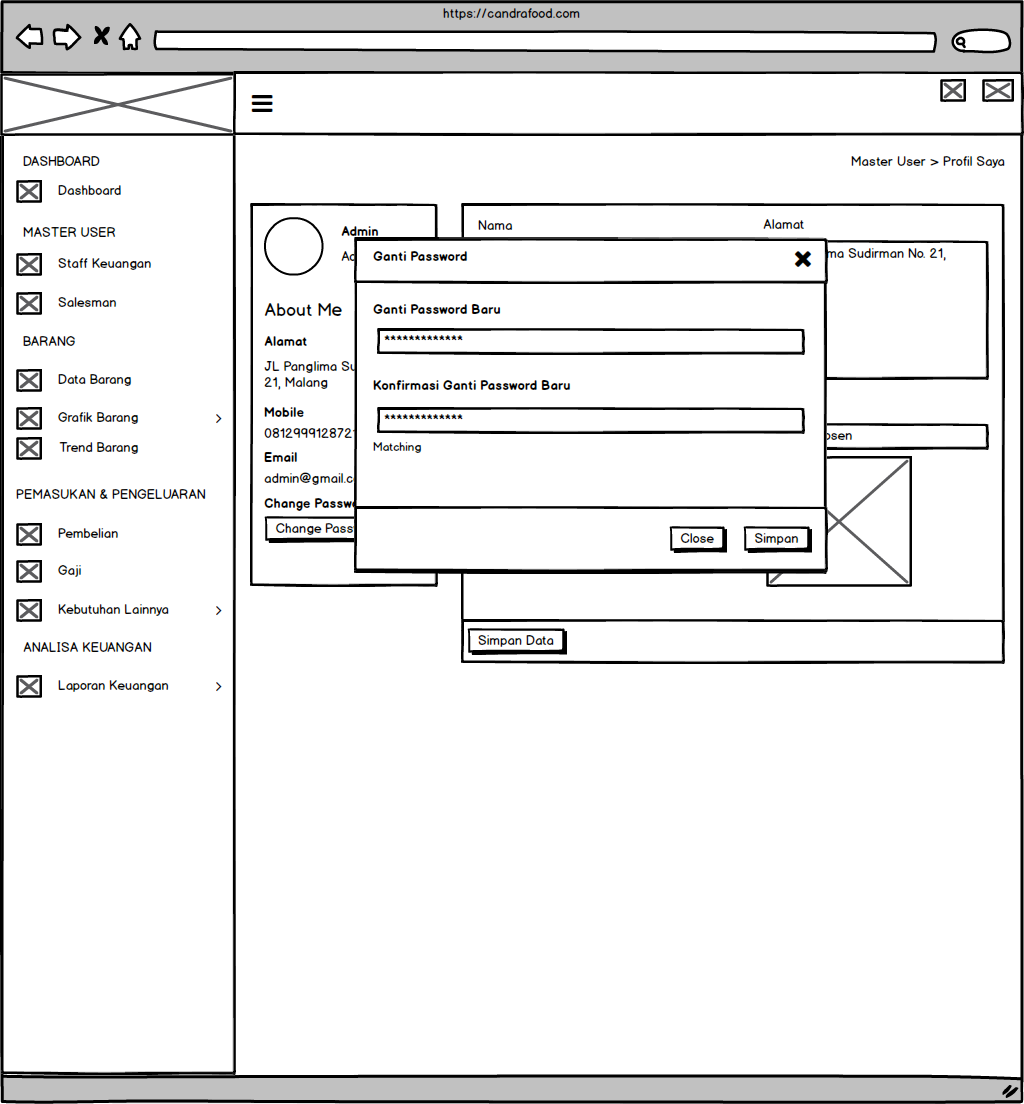 https://candrafood.com
Master User > Profil Saya
DASHBOARD
Dashboard
MASTER USER
Staff Keuangan
Salesman
BARANG
Data Barang
Grafik Barang
Trend Barang
PEMASUKAN & PENGELUARAN
Pembelian
Gaji
Kebutuhan Lainnya
ANALISA KEUANGAN
Laporan Keuangan
Admin
About Me
Alamat
JL Panglima Su
21, Malang
Mobile
081299912872
Email
admin@gmail.c
Change Passw
Change Pass
Nama
Alamat
ma Sudirman No. 21,
osen
Simpan Data
Ganti Password
Ganti Password Baru
*************
Konfirmasi Ganti Password Baru
*************
Matching
Close
Simpan